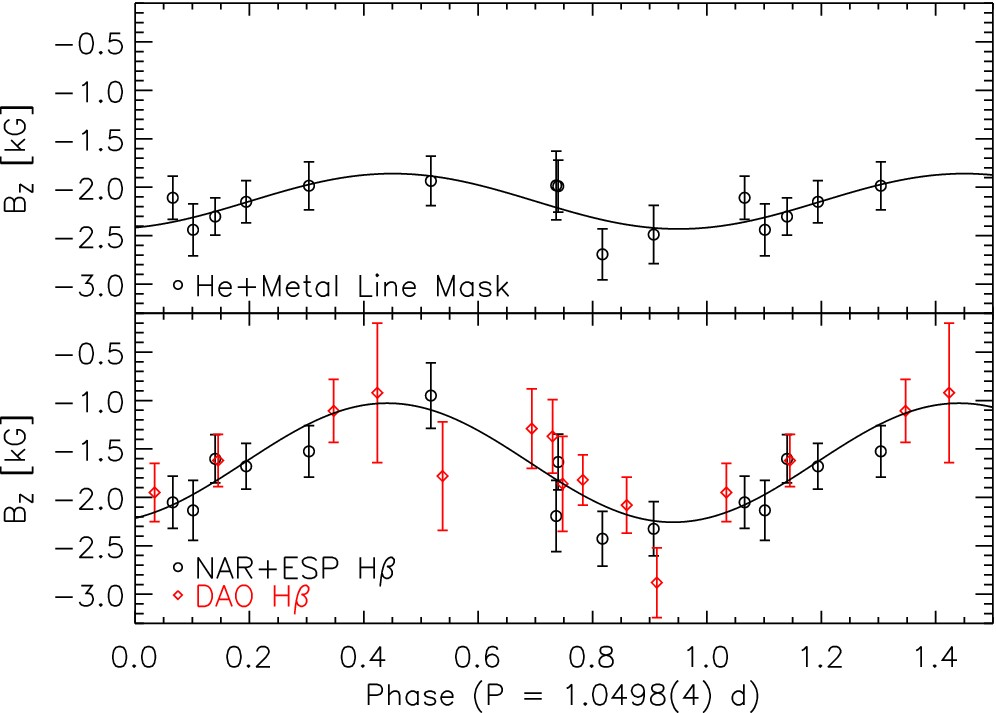 −0.5
−1.0
−1.5
−2.0
−2.5
−3.0
B_Z [kG]
He+Metal Line Mask
−0.5
−1.0
−1.5
−2.0
−2.5
−3.0
B_Z [kG]
NAR+ESP Hβ
DAO Hβ
0.0 0.2 0.4 0.6 0.8 1.0 1.2 1.4
Phase (P = 1.0498(4) d)